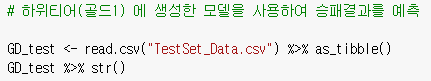 # 하위티어(골드1) 에 생성한 모델을 사용하여 승패결과를 예측
GD_test <- read.csv("TestSet_Data.csv") %>% as_tibble()
GD_test %>% str()